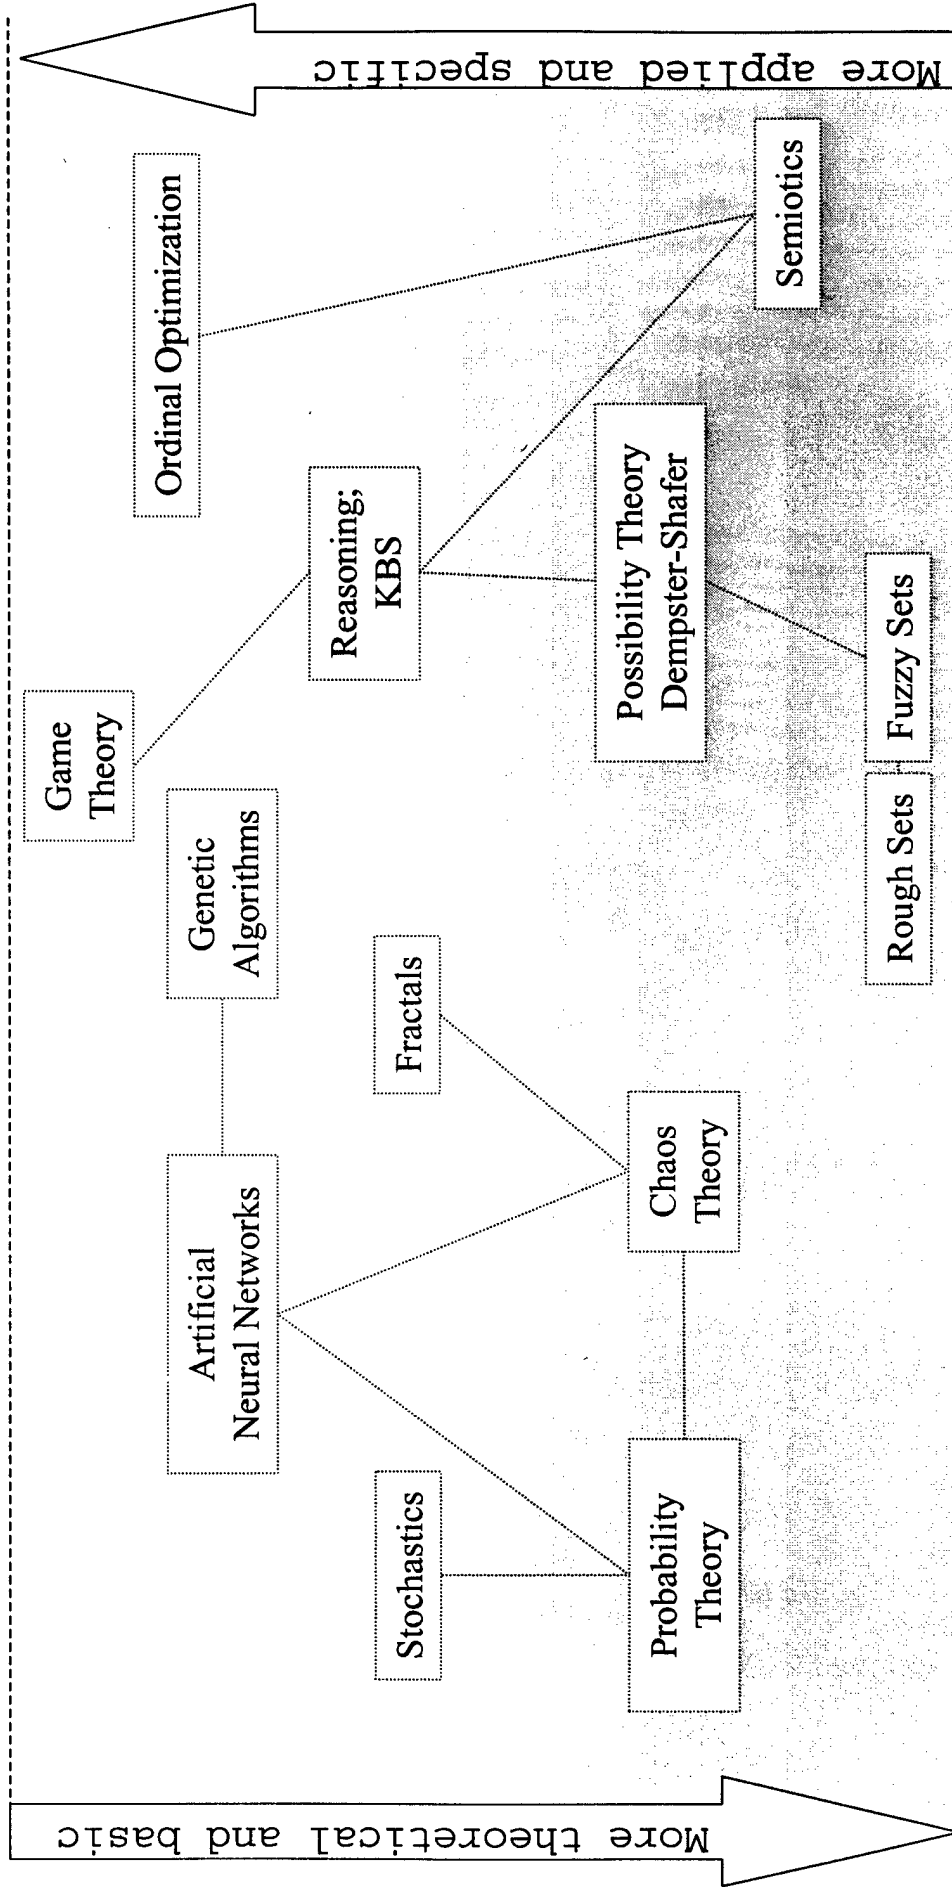 More theoretical and basic
Game
Theory
Ordinal Optimization
Artificial
Neural Networks
Genetic
Algorithms
Reasoning;
KBS
Stochastics
Fractals
Possibility Theory
Dempster-Shafer
Probability
Theory
Chaos
Theory
Semiotics
Rough Sets
Fuzzy Sets
More applied and specific